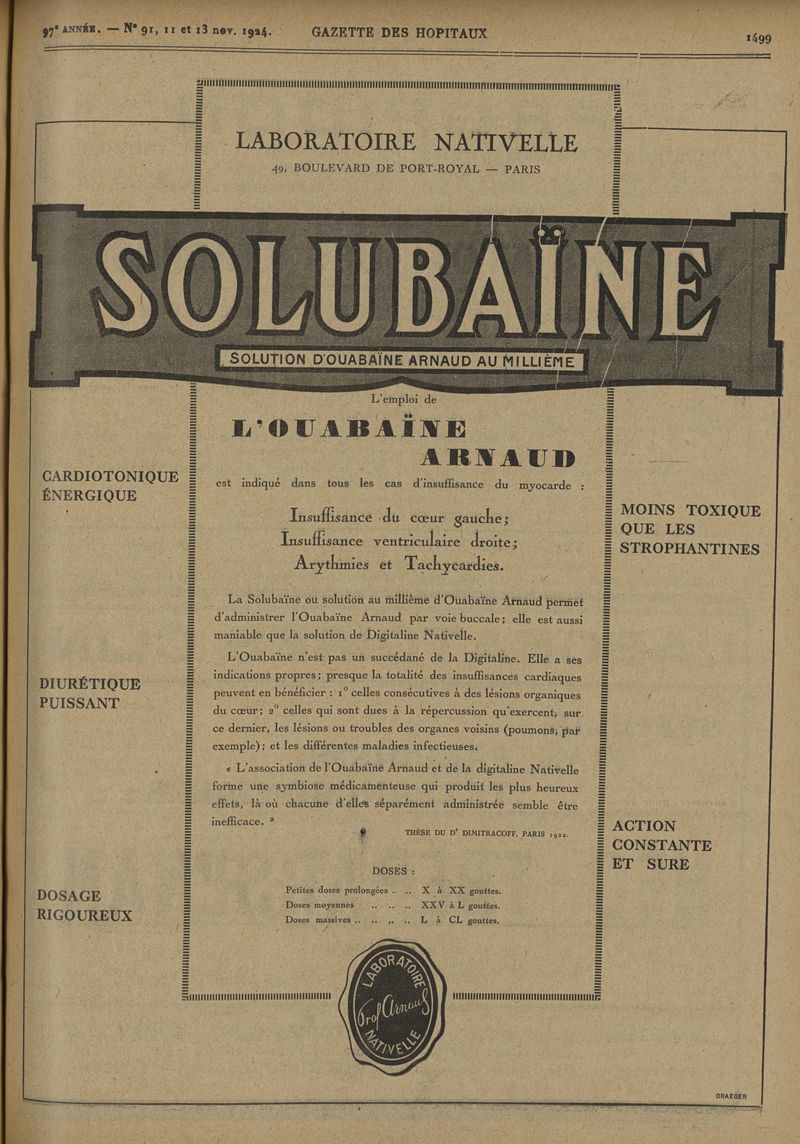 97e ANNÉE. — N° 91, 11 et 13 nov. 1924.
GAZETTE DES HOPITAUX
1499
LABORATOIRE NATIVELLE
49, BOULEVARD DE PORT-ROYAL — PARIS
SOLUBAÏNE
SOLUTION D'OUABAÏNE ARNAUD AU MILLIÈME
L'emploi de
L'OUABAÏNE
ARNAUD
est indiqué dans tous les cas d'insuffisance du myocarde :
Insuffisance du cœur gauche;
Insuffisance ventriculaire droite;
Arythmies et Tachycardies.
La Solubaïne ou solution au millième d'Ouabaïne Arnaud permet
d'administrer l'Ouabaïne Arnaud par voie buccale; elle est aussi
maniable que la solution de Digitaline Nativelle.
L'Ouabaïne n'est pas un succédané de la Digitaline. Elle a ses
indications propres; presque la totalité des insuffisances cardiaques
peuvent en bénéficier : 1° celles consécutives à des lésions organiques
du cœur; 2° celles qui sont dues à la répercussion qu'exercent, sur
ce dernier, les lésions ou troubles des organes voisins (poumons, par
exemple); et les différentes maladies infectieuses.
« L'association de l'Ouabaïne Arnaud et de la digitaline Nativelle
forme une symbiose médicamenteuse qui produit les plus heureux
effets, là où chacune d'elles séparément administrée semble être
inefficace. »
THÈSE DU Dr DIMITRACOFF, PARIS 1922.
DOSES :
Petites doses prolongées . .. X à XX gouttes.
Doses moyennes .. .. .. XXV à L gouttes.
Doses massives .. .. .. .. L à CL gouttes.
CARDIOTONIQUE
ÉNERGIQUE
DIURÉTIQUE
PUISSANT
DOSAGE
RIGOUREUX
MOINS TOXIQUE
QUE LES
STROPHANTINES
ACTION
CONSTANTE
ET SURE
LABORATOIRE
Prof Arnaud
NATIVELLE
DRAEGER